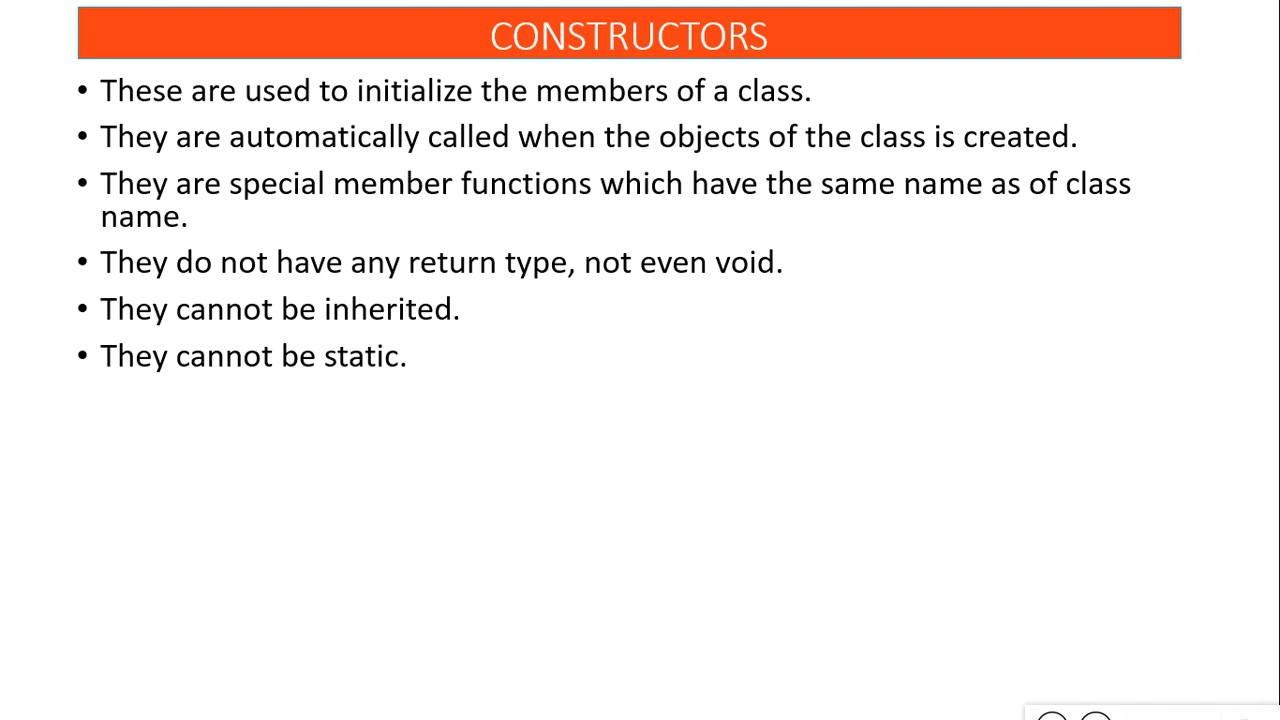 CONSTRUCTORS
• These are used to initialize the members of a class.
• They are automatically called when the objects of the class is created.
• They are special member functions which have the same name as of class
name.
• They do not have any return type, not even void.
• They cannot be inherited.
• They cannot be static.